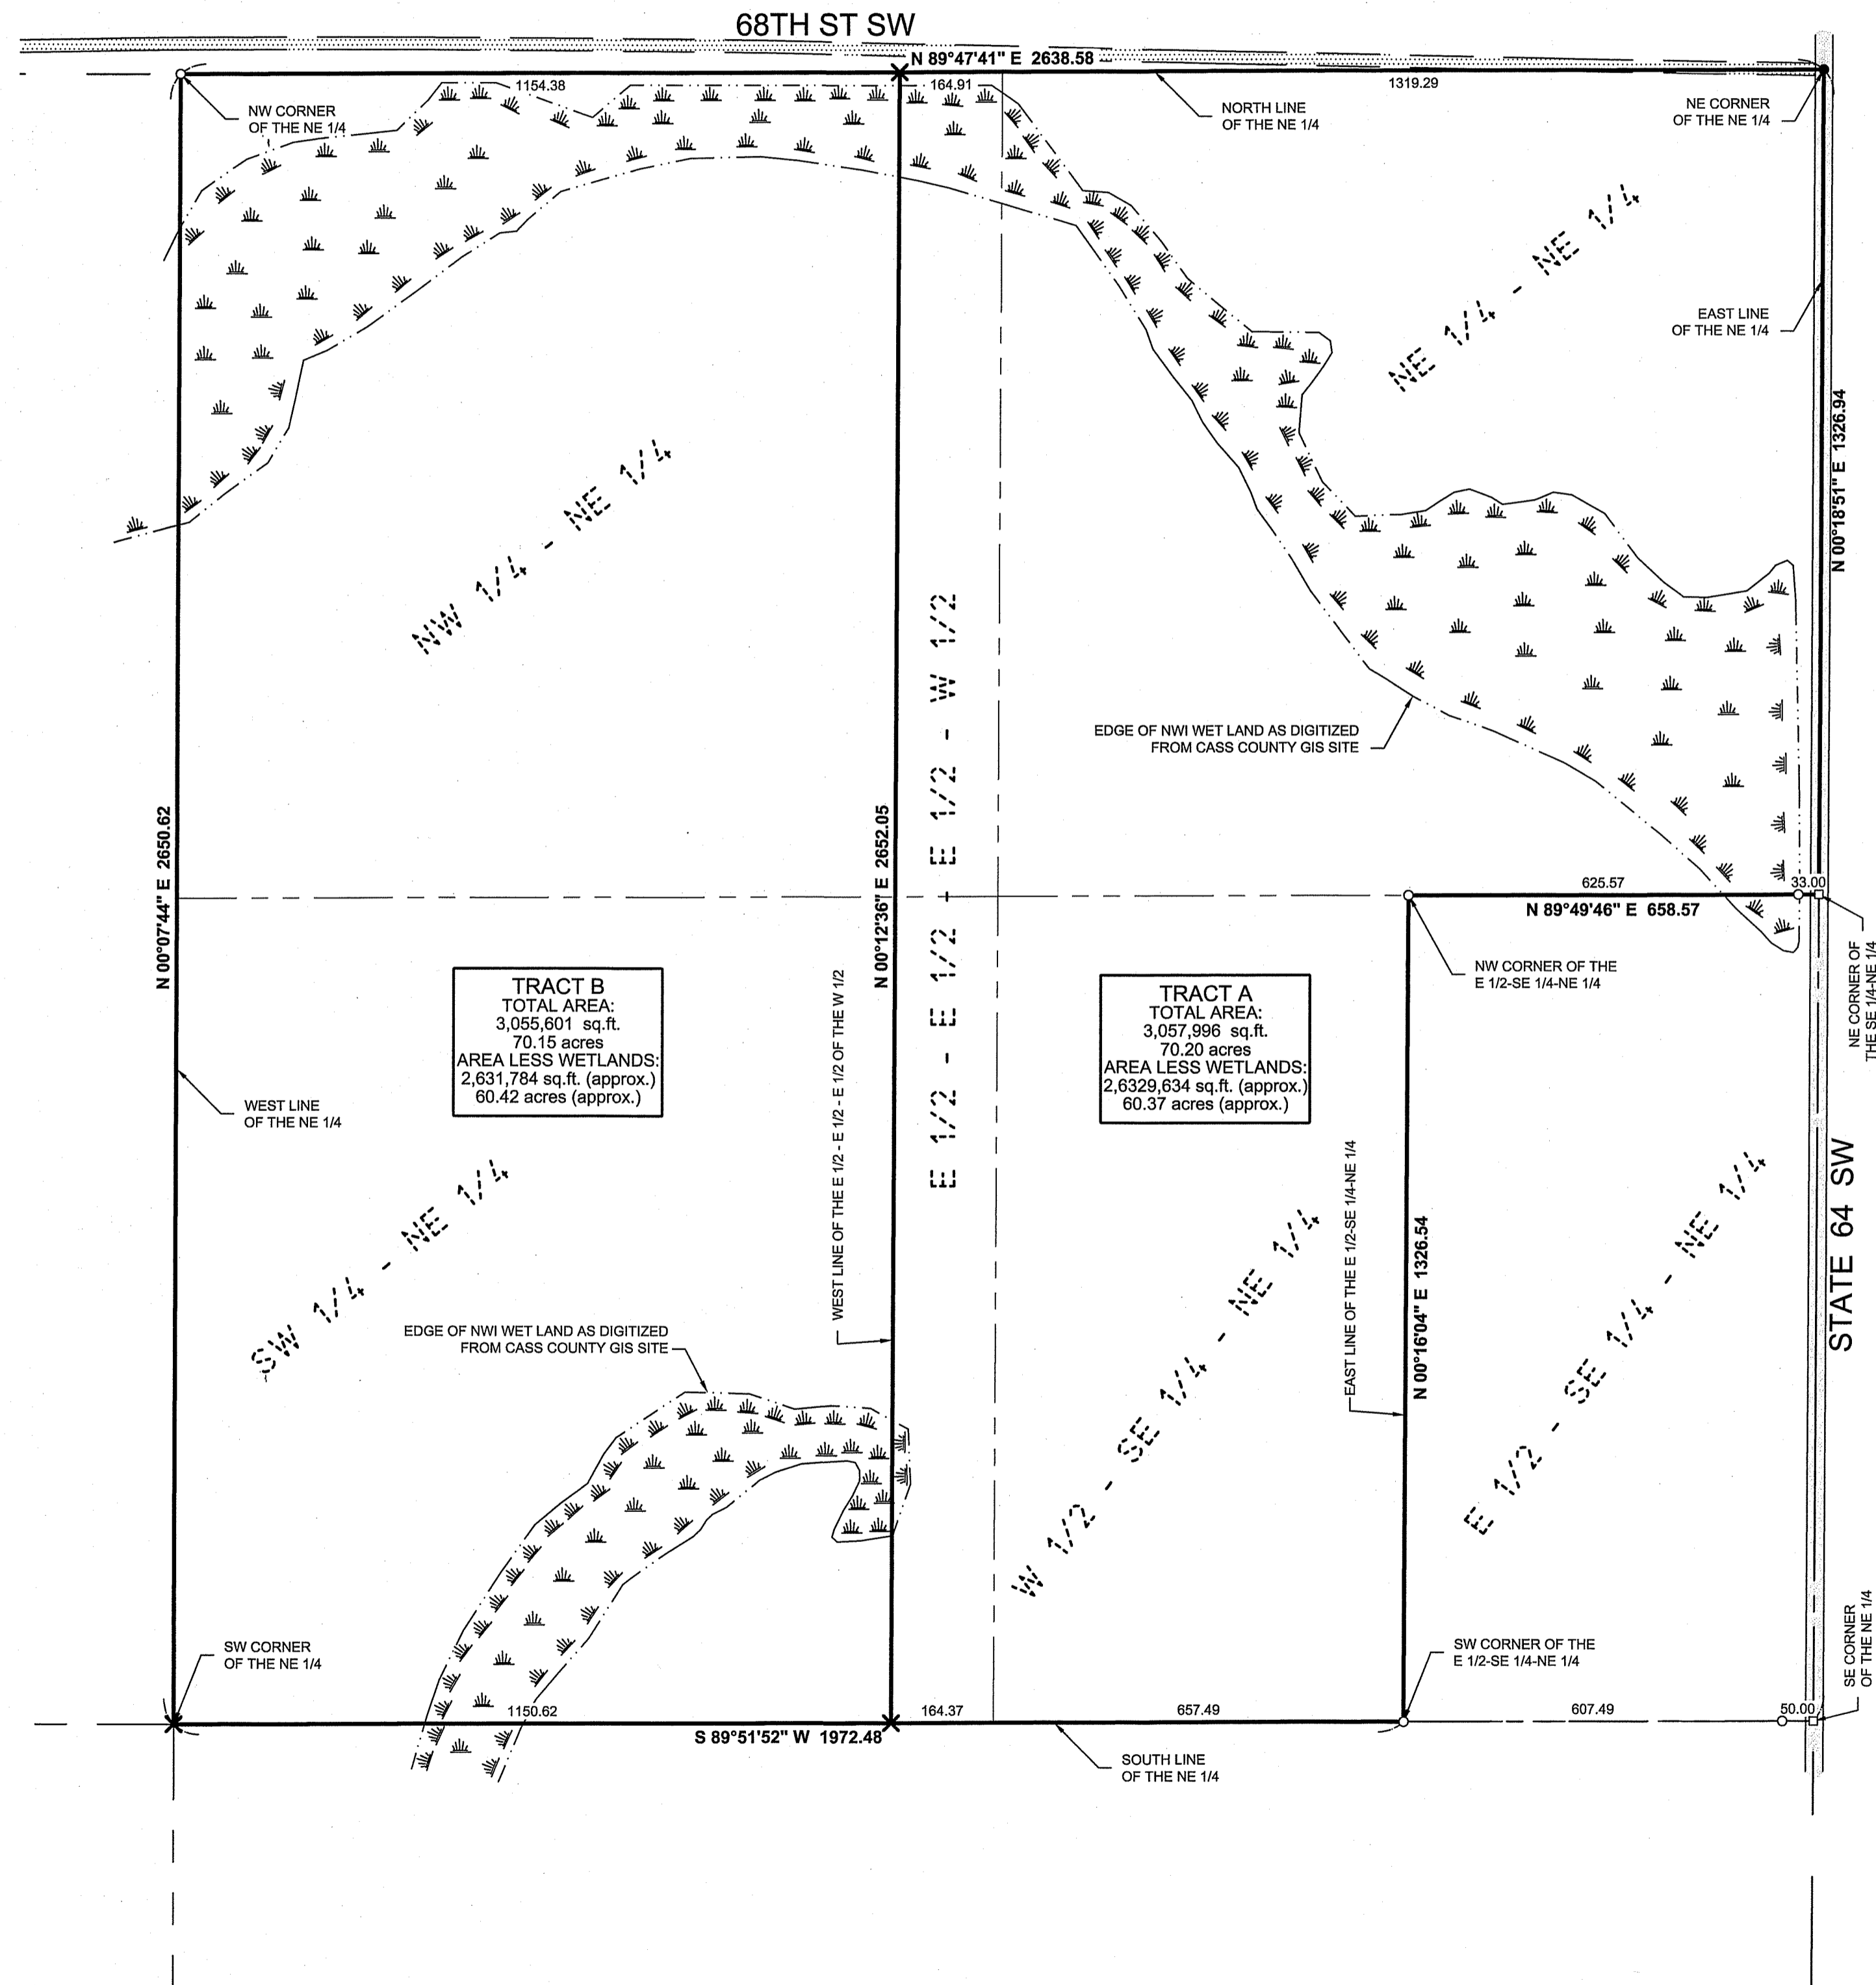 68TH ST SW
N 89°47'41" E 2638.58
1154.38
164.91
1319.29
NW CORNER
OF THE NE 1/4
NORTH LINE
OF THE NE 1/4
NE CORNER
OF THE NE 1/4
NE 1/4 - NE 1/4
EAST LINE
OF THE NE 1/4
N 00°18'51" E 1326.94
NW 1/4 - NE 1/4
E 1/2 - E 1/2 - E 1/2 - W 1/2
EDGE OF NWI WET LAND AS DIGITIZED
FROM CASS COUNTY GIS SITE
N 00°07'44" E 2650.62
N 00°12'36" E 2652.05
625.57
33.00
N 89°49'46" E 658.57
NW CORNER OF THE
E 1/2-SE 1/4-NE 1/4
NE CORNER OF
THE SE 1/4-NE 1/4
TRACT B
TOTAL AREA:
3,055,601 sq.ft.
70.15 acres
AREA LESS WETLANDS:
2,631,784 sq.ft. (approx.)
60.42 acres (approx.)
WEST LINE OF THE E 1/2 - E 1/2 - E 1/2 OF THE W 1/2
TRACT A
TOTAL AREA:
3,057,996 sq.ft.
70.20 acres
AREA LESS WETLANDS:
2,6329,634 sq.ft. (approx.)
60.37 acres (approx.)
WEST LINE
OF THE NE 1/4
EAST LINE OF THE E 1/2-SE 1/4-NE 1/4
N 00°16'04" E 1326.54
STATE 64 SW
SW 1/4 - NE 1/4
W 1/2 - SE 1/4 - NE 1/4
E 1/2 - SE 1/4 - NE 1/4
EDGE OF NWI WET LAND AS DIGITIZED
FROM CASS COUNTY GIS SITE
SW CORNER
OF THE NE 1/4
SW CORNER OF THE
E 1/2-SE 1/4-NE 1/4
SE CORNER
OF THE NE 1/4
1150.62
164.37
657.49
607.49
50.00
S 89°51'52" W 1972.48
SOUTH LINE
OF THE NE 1/4